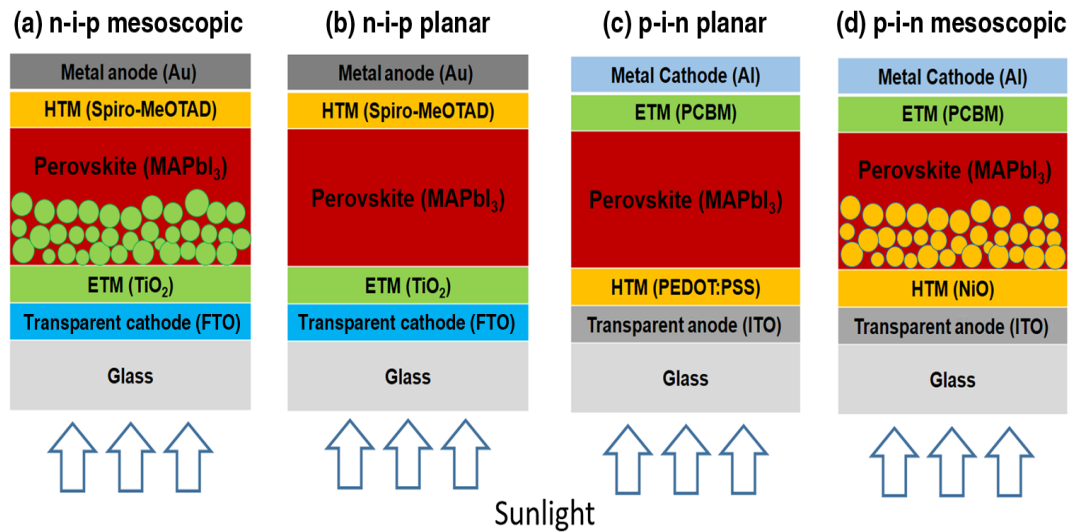 (a) n-i-p mesoscopic
Metal anode (Au)
HTM (Spiro-MeOTAD)
Perovskite (MAPbI₃)
ETM (TiO₂)
Transparent cathode (FTO)
Glass
(b) n-i-p planar
Metal anode (Au)
HTM (Spiro-MeOTAD)
Perovskite (MAPbI₃)
ETM (TiO₂)
Transparent cathode (FTO)
Glass
(c) p-i-n planar
Metal Cathode (Al)
ETM (PCBM)
Perovskite (MAPbI₃)
HTM (PEDOT:PSS)
Transparent anode (ITO)
Glass
(d) p-i-n mesoscopic
Metal Cathode (Al)
ETM (PCBM)
Perovskite (MAPbI₃)
HTM (NiO)
Transparent anode (ITO)
Glass
Sunlight